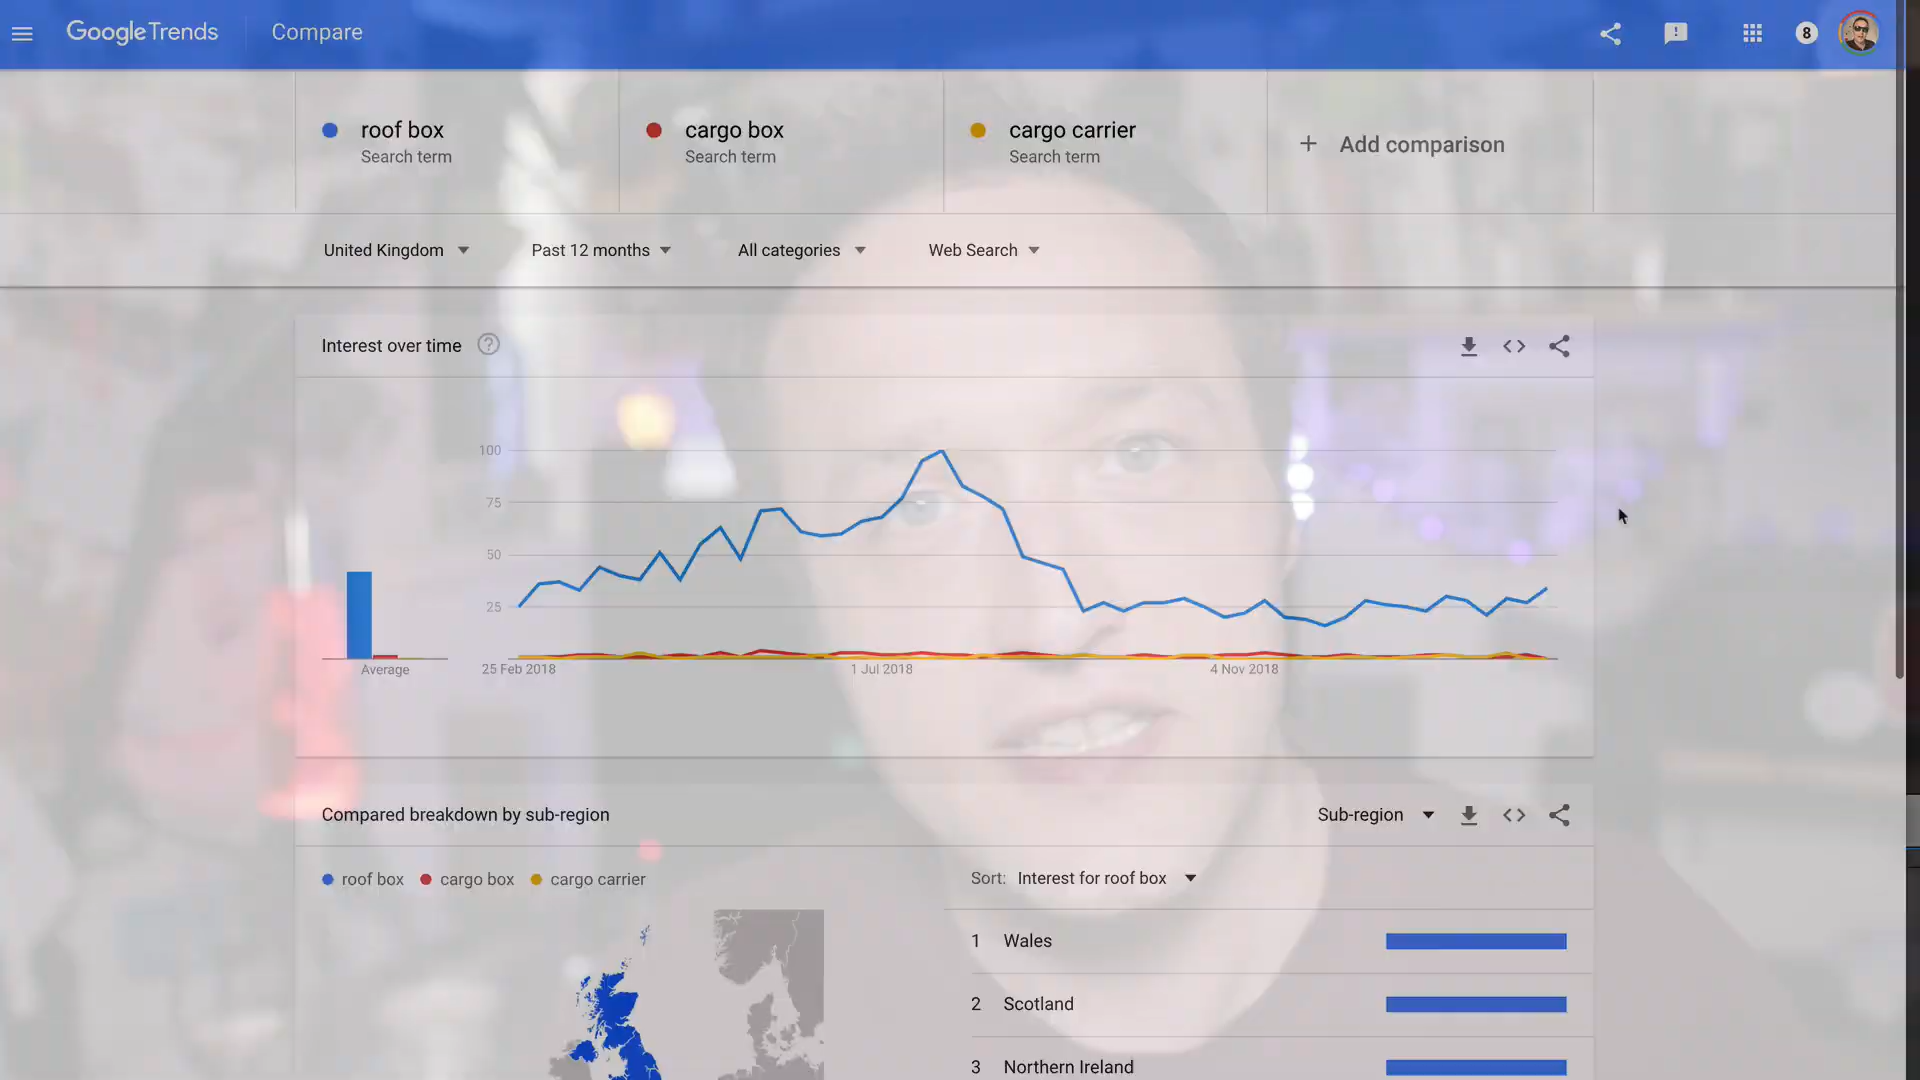 Google Trends Compare
8
roof box
Search term
cargo box
Search term
cargo carrier
Search term
+ Add comparison
United Kingdom
Past 12 months
All categories
Web Search
Interest over time
100
75
50
25
Average
25 Feb 2018
1 Jul 2018
4 Nov 2018
Compared breakdown by sub-region
Sub-region
roof box cargo box cargo carrier
Sort: Interest for roof box
1 Wales
2 Scotland
3 Northern Ireland